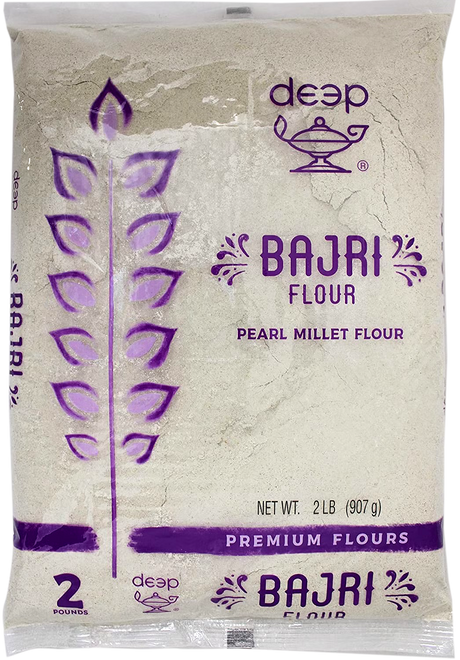 deep
®
BAJRI
FLOUR
PEARL MILLET FLOUR
NET WT. 2 LB (907 g)
PREMIUM FLOURS
2
POUNDS
deep
®
BAJRI
FLOUR
deep
BAJRI